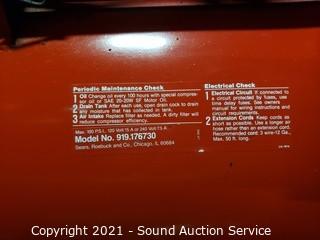 Periodic Maintenance Check
1 Oil Change oil every 100 hours with special compres-
sor oil or SAE 20-20W SF Motor Oil.
2 Drain Tank After each use, open drain cock to drain
any moisture that has collected in tank.
3 Air Intake Replace filter as needed. A dirty filter will
reduce compressor efficiency.
Max. 100 P.S.I. 120 Volt 15 A or 240 Volt 7.5 A
Model No. 919.176730
Sears, Roebuck and Co., Chicago, IL 60684
Electrical Check
1 Electrical Circuit If connected to
a circuit protected by fuses, use
time delay fuses. See owners
manual for wiring instructions
and circuit requirements.
2 Extension Cords Keep cords as
short as possible. Use a longer air
hose rather than an extension cord.
Recommended cord: 3 wire-12 Ga.,
Max. 50 ft. long.
Copyright 2021 - Sound Auction Service